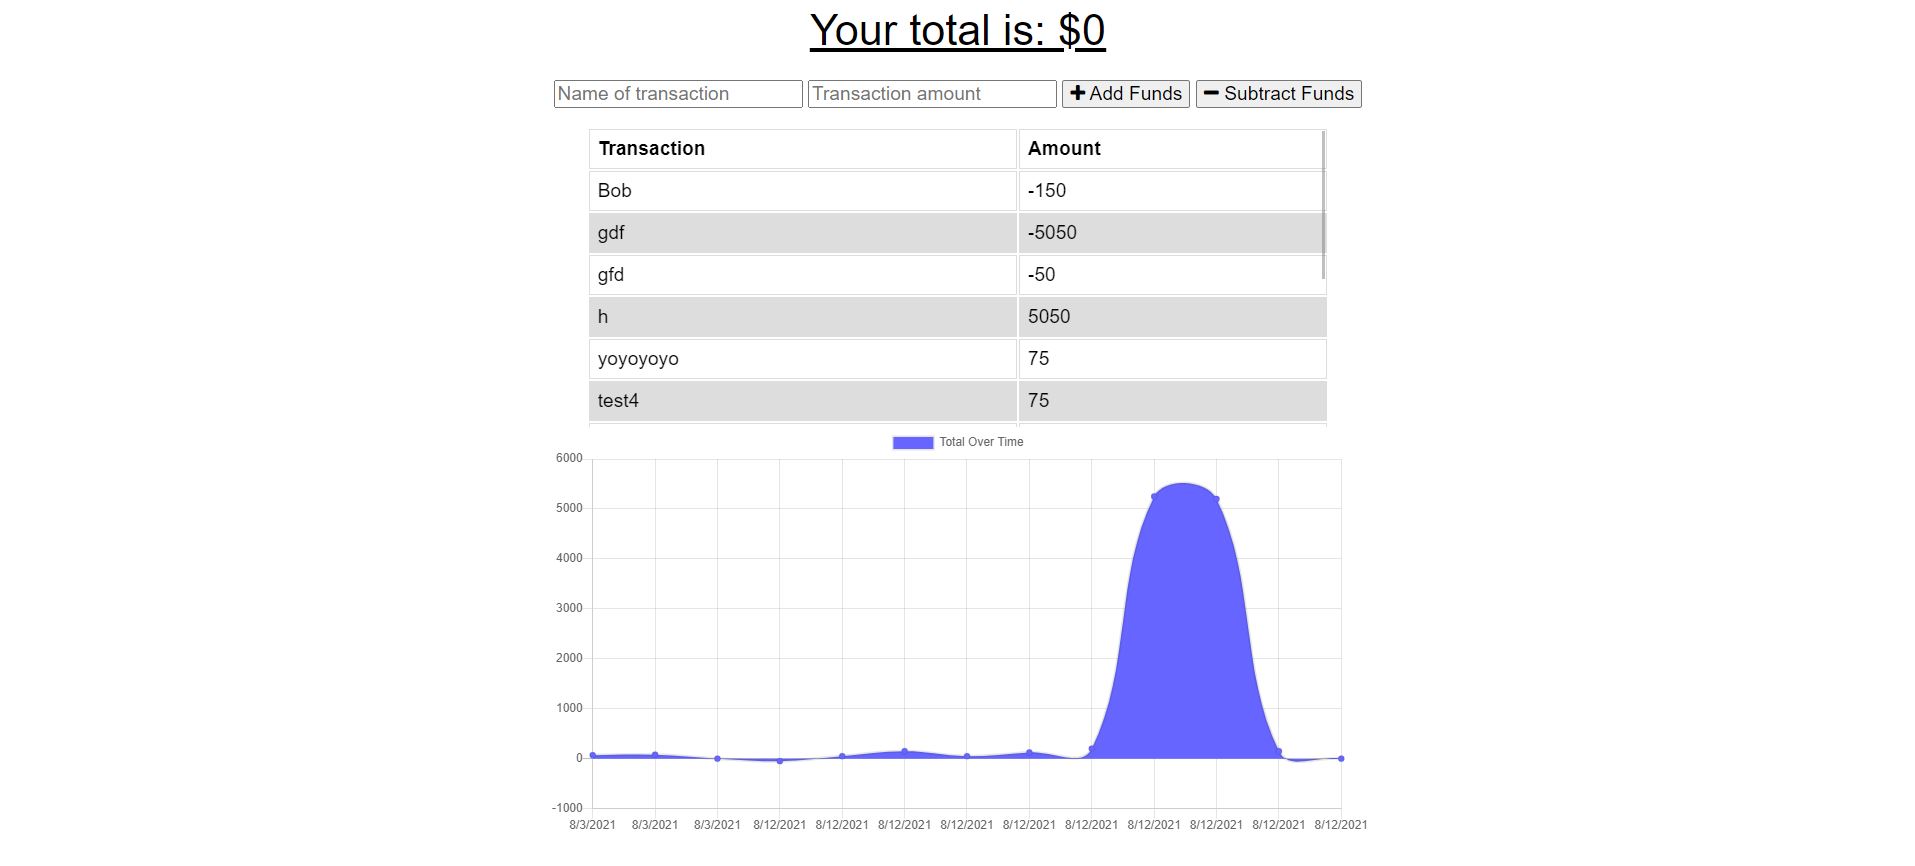 Your total is: $0
Name of transaction Transaction amount Add Funds Subtract Funds
Transaction Amount
Bob -150
gdf -5050
gfd -50
h 5050
yoyoyoyo 75
test4 75
Total Over Time
6000
5000
4000
3000
2000
1000
0
-1000
8/3/2021 8/3/2021 8/3/2021 8/12/2021 8/12/2021 8/12/2021 8/12/2021 8/12/2021 8/12/2021 8/12/2021 8/12/2021 8/12/2021 8/12/2021